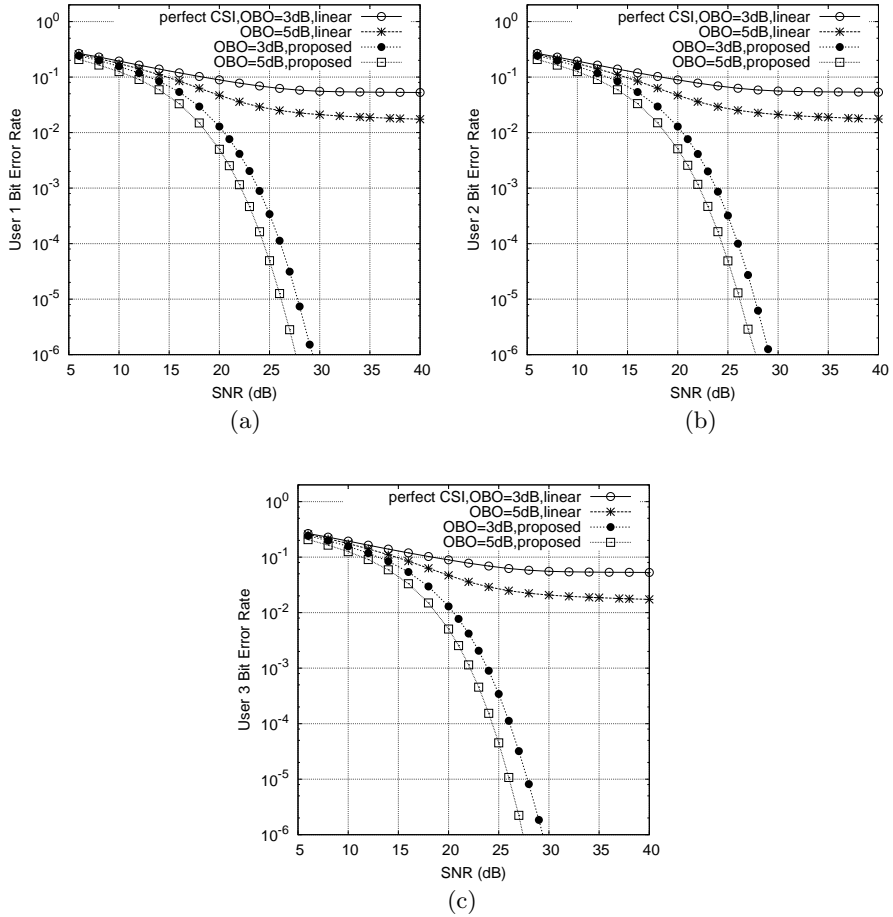 perfect CSI,OBO=3dB,linear
OBO=5dB,linear
OBO=3dB,proposed
OBO=5dB,proposed
10^0
10^-1
10^-2
10^-3
10^-4
10^-5
10^-6
User 1 Bit Error Rate
5 10 15 20 25 30 35 40
SNR (dB)
(a)
perfect CSI,OBO=3dB,linear
OBO=5dB,linear
OBO=3dB,proposed
OBO=5dB,proposed
10^0
10^-1
10^-2
10^-3
10^-4
10^-5
10^-6
User 2 Bit Error Rate
5 10 15 20 25 30 35 40
SNR (dB)
(b)
perfect CSI,OBO=3dB,linear
OBO=5dB,linear
OBO=3dB,proposed
OBO=5dB,proposed
10^0
10^-1
10^-2
10^-3
10^-4
10^-5
10^-6
User 3 Bit Error Rate
5 10 15 20 25 30 35 40
SNR (dB)
(c)